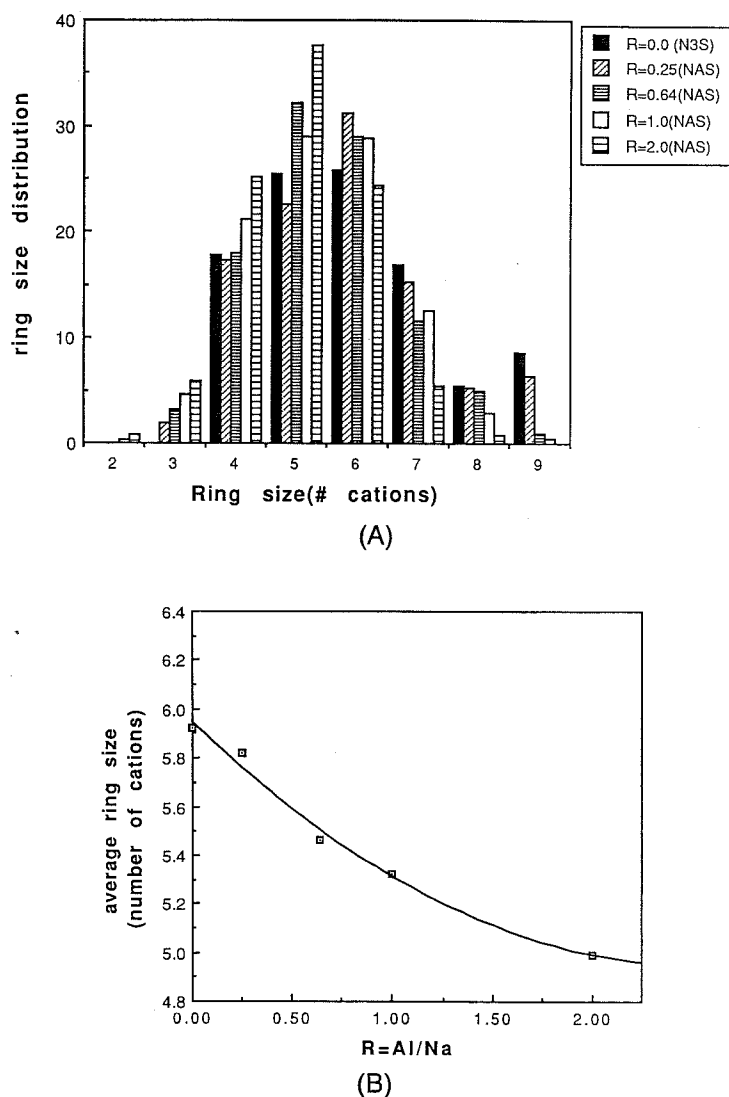 40
30
20
10
0
ring size distribution
2 3 4 5 6 7 8 9
Ring size(# cations)
R=0.0 (N3S)
R=0.25(NAS)
R=0.64(NAS)
R=1.0(NAS)
R=2.0(NAS)
(A)
6.4
6.2
6.0
5.8
5.6
5.4
5.2
5.0
4.8
average ring size
(number of cations)
0.00 0.50 1.00 1.50 2.00
R=Al/Na
(B)